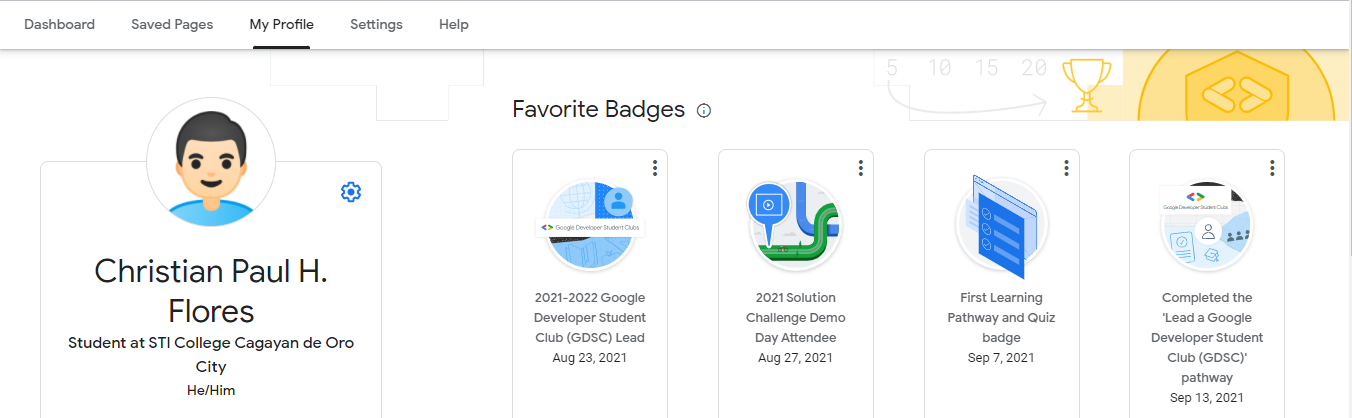 Dashboard Saved Pages My Profile Settings Help
5 10 15 20
Favorite Badges
Christian Paul H.
Flores
Student at STI College Cagayan de Oro
City
He/Him
Google Developer Student Clubs
2021-2022 Google
Developer Student
Club (GDSC) Lead
Aug 23, 2021
2021 Solution
Challenge Demo
Day Attendee
Aug 27, 2021
First Learning
Pathway and Quiz
badge
Sep 7, 2021
Google Developer Student Clubs
Completed the
'Lead a Google
Developer Student
Club (GDSC)'
pathway
Sep 13, 2021